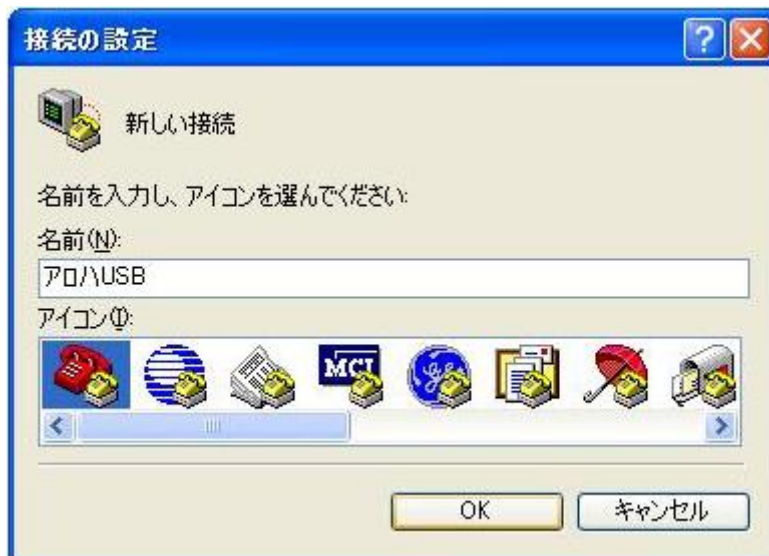 接続の設定
新しい接続
名前を入力し、アイコンを選んでください:
名前(N):
アロハUSB
アイコン(I):
MCI
OK
キャンセル